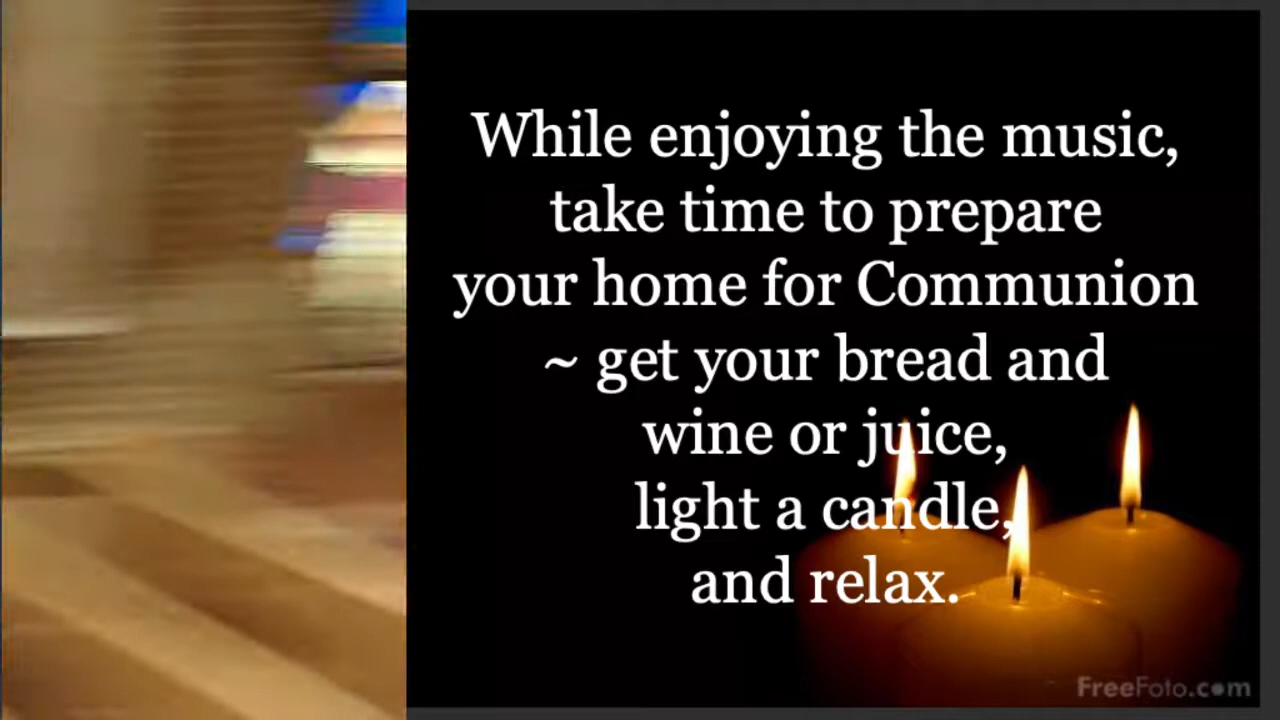 While enjoying the music,
take time to prepare
your home for Communion
~ get your bread and
wine or juice,
light a candle,
and relax.
FreeFoto.com